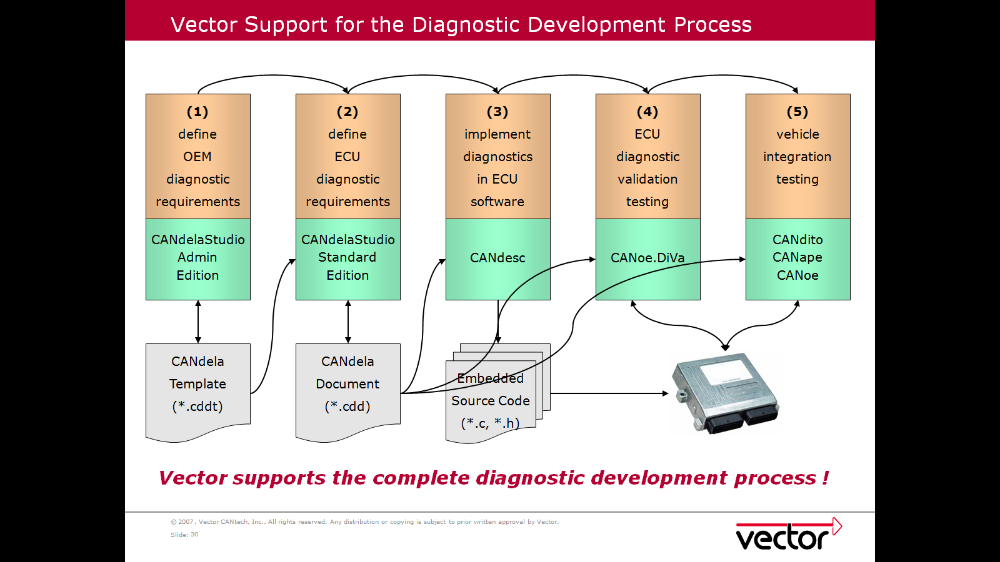 Vector Support for the Diagnostic Development Process
(1)
define
OEM
diagnostic
requirements
CANdelaStudio
Admin
Edition
(2)
define
ECU
diagnostic
requirements
CANdelaStudio
Standard
Edition
(3)
implement
diagnostics
in ECU
software
CANdesc
(4)
ECU
diagnostic
validation
testing
CANoe.DiVa
(5)
vehicle
integration
testing
CANdito
CANape
CANoe
CANdela
Template
(*.cddt)
CANdela
Document
(*.cdd)
Embedded
Source Code
(*.c, *.h)
Vector supports the complete diagnostic development process !
© 2007 . Vector CANtech, Inc.. All rights reserved. Any distribution or copying is subject to prior written approval by Vector.
Slide: 30
vector